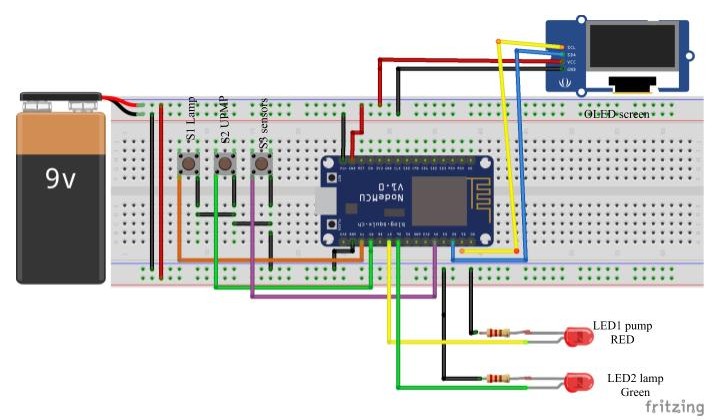 SCL
SDA
VCC
GND
OLED screen
S1 Lamp
S2 UPMP
S3 sensors
9v
NodeMCU
V1.0
LED1 pump
RED
LED2 lamp
Green
fritzing